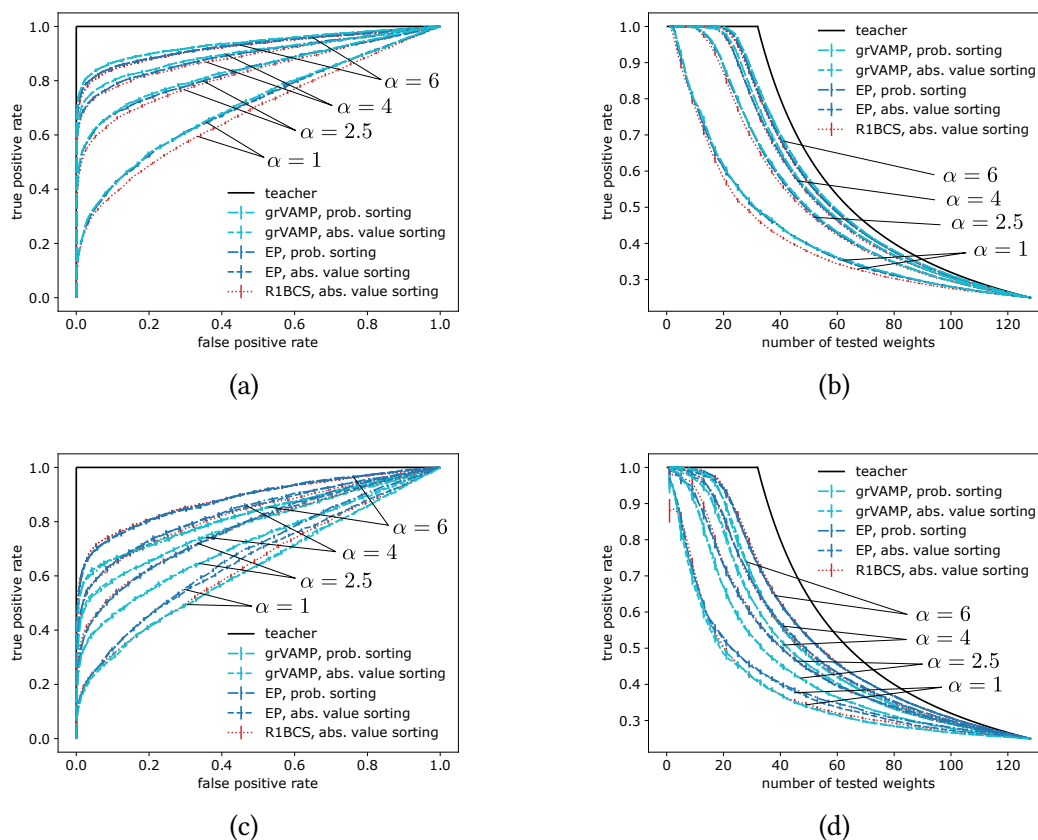 1.0
0.8
0.6
0.4
0.2
0.0
true positive rate
α = 6
α = 4
α = 2.5
α = 1
teacher
grVAMP, prob. sorting
grVAMP, abs. value sorting
EP, prob. sorting
EP, abs. value sorting
R1BCS, abs. value sorting
0.0 0.2 0.4 0.6 0.8 1.0
false positive rate
(a)
1.0
0.9
0.8
0.7
0.6
0.5
0.4
0.3
true positive rate
teacher
grVAMP, prob. sorting
grVAMP, abs. value sorting
EP, prob. sorting
EP, abs. value sorting
R1BCS, abs. value sorting
α = 6
α = 4
α = 2.5
α = 1
0 20 40 60 80 100 120
number of tested weights
(b)
1.0
0.8
0.6
0.4
0.2
0.0
true positive rate
α = 6
α = 4
α = 2.5
α = 1
teacher
grVAMP, prob. sorting
grVAMP, abs. value sorting
EP, prob. sorting
EP, abs. value sorting
R1BCS, abs. value sorting
0.0 0.2 0.4 0.6 0.8 1.0
false positive rate
(c)
1.0
0.9
0.8
0.7
0.6
0.5
0.4
0.3
true positive rate
teacher
grVAMP, prob. sorting
grVAMP, abs. value sorting
EP, prob. sorting
EP, abs. value sorting
R1BCS, abs. value sorting
α = 6
α = 4
α = 2.5
α = 1
0 20 40 60 80 100 120
number of tested weights
(d)